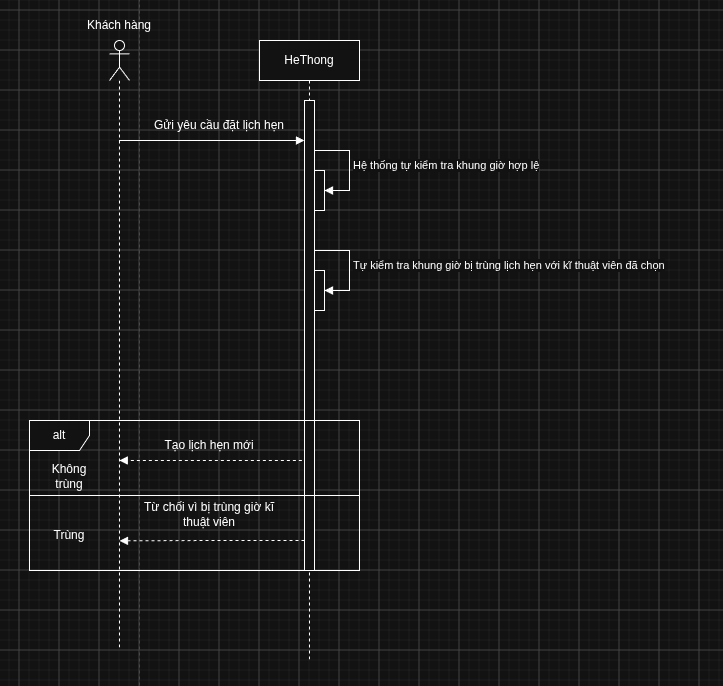 Khách hàng
HeThong
Gửi yêu cầu đặt lịch hẹn
Hệ thống tự kiểm tra khung giờ hợp lệ
Tự kiểm tra khung giờ bị trùng lịch hẹn với kĩ thuật viên đã chọn
alt
Tạo lịch hẹn mới
Không
trùng
Từ chối vì bị trùng giờ kĩ
thuật viên
Trùng